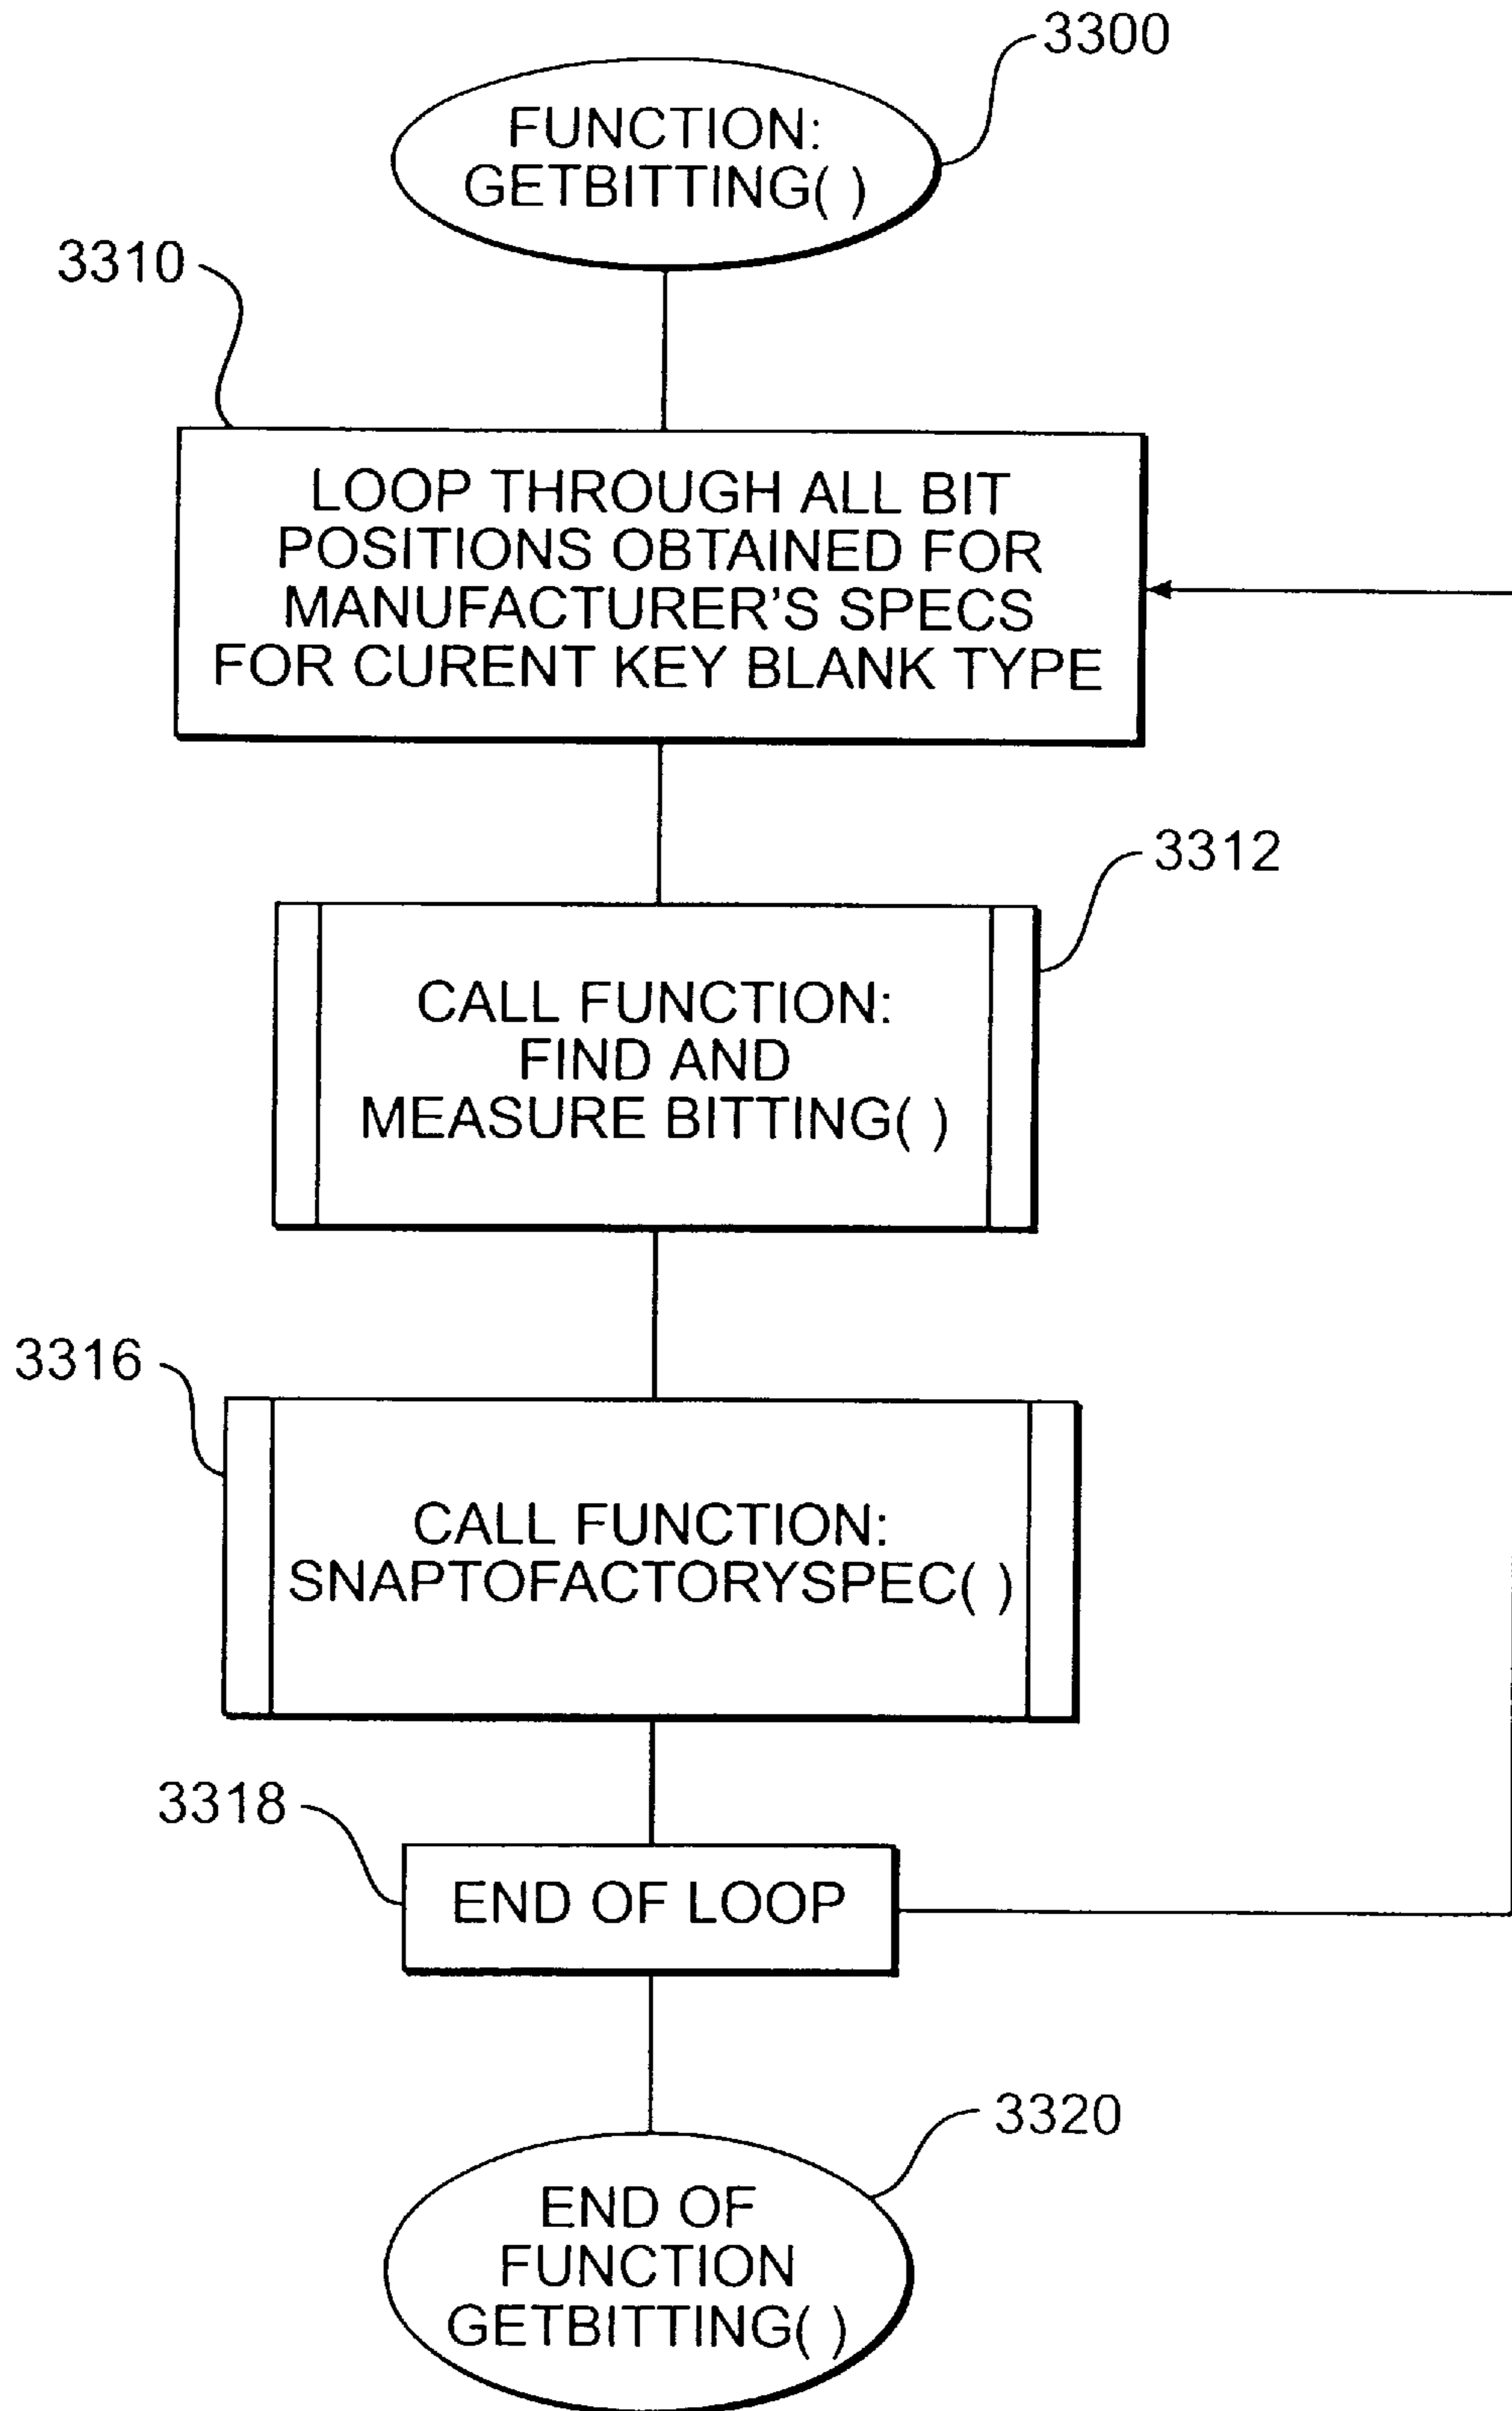 3300
FUNCTION:
GETBITTING( )
3310
LOOP THROUGH ALL BIT
POSITIONS OBTAINED FOR
MANUFACTURER'S SPECS
FOR CURENT KEY BLANK TYPE
3312
CALL FUNCTION:
FIND AND
MEASURE BITTING( )
3316
CALL FUNCTION:
SNAPTOFACTORYSPEC( )
3318
END OF LOOP
3320
END OF
FUNCTION
GETBITTING( )